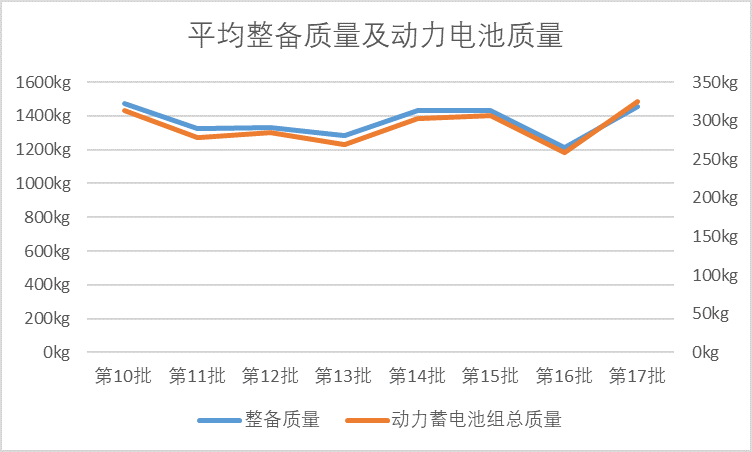 平均整备质量及动力电池质量
1600kg
1400kg
1200kg
1000kg
800kg
600kg
400kg
200kg
0kg
350kg
300kg
250kg
200kg
150kg
100kg
50kg
0kg
第10批 第11批 第12批 第13批 第14批 第15批 第16批 第17批
整备质量 动力蓄电池组总质量